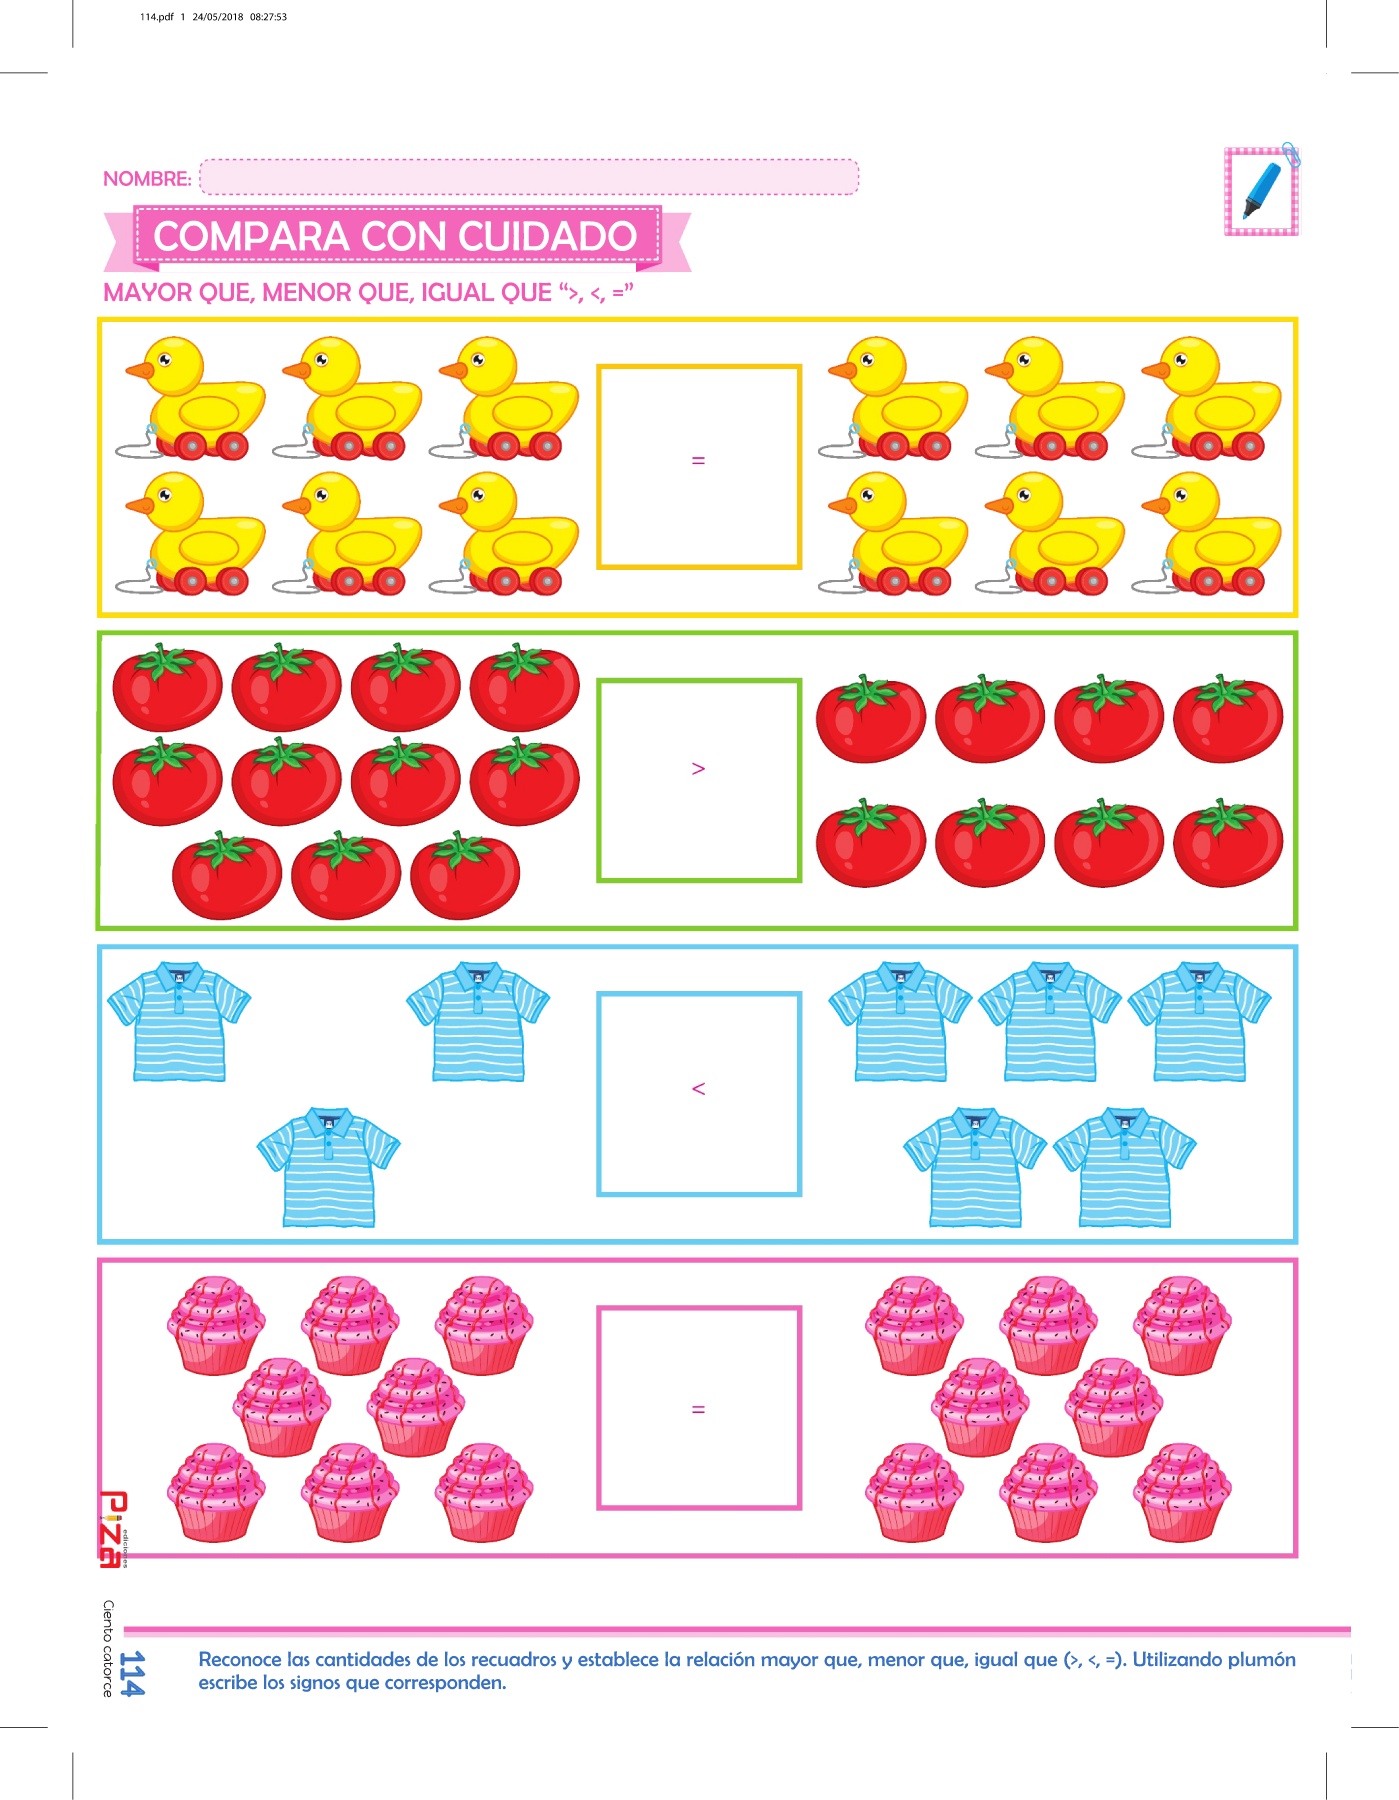 114.pdf 1 24/05/2018 08:27:53
NOMBRE:
COMPARA CON CUIDADO
MAYOR QUE, MENOR QUE, IGUAL QUE “>, <, =”
=
>
<
=
Piza
ediciones
Ciento catorce
114
Reconoce las cantidades de los recuadros y establece la relación mayor que, menor que, igual que (>, <, =). Utilizando plumón
escribe los signos que corresponden.